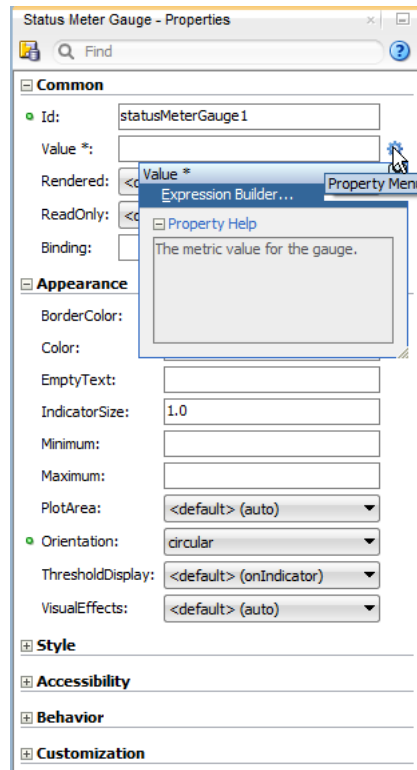 Status Meter Gauge - Properties
Find
Common
Id: statusMeterGauge1
Value *:
Value *
Rendered: <d
Expression Builder...
Property Men
ReadOnly: <d
Property Help
Binding:
The metric value for the gauge.
Appearance
BorderColor:
Color:
EmptyText:
IndicatorSize: 1.0
Minimum:
Maximum:
PlotArea: <default> (auto)
Orientation: circular
ThresholdDisplay: <default> (onIndicator)
VisualEffects: <default> (auto)
Style
Accessibility
Behavior
Customization